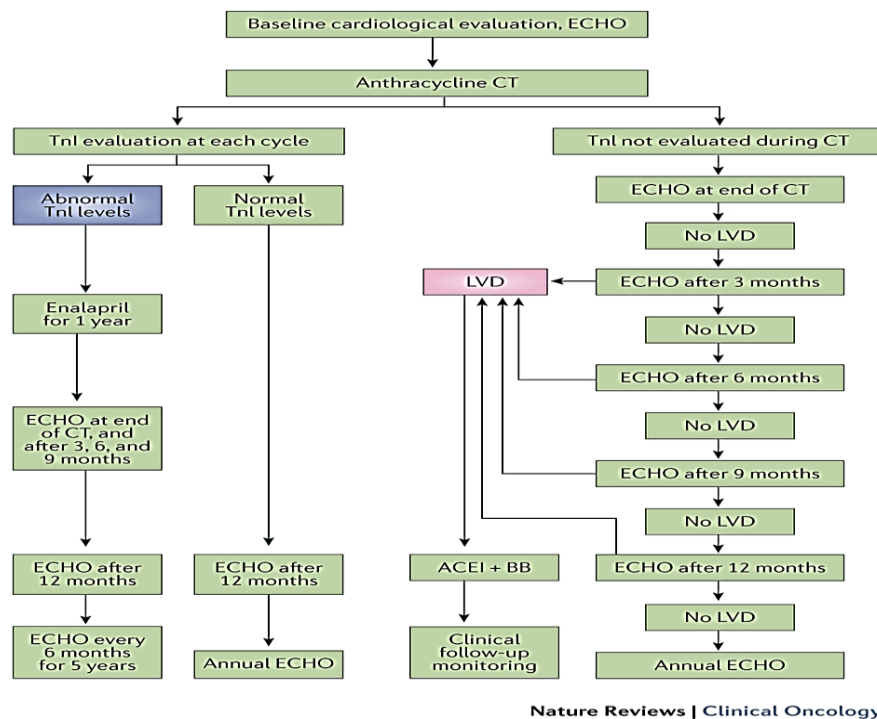 Baseline cardiological evaluation, ECHO
Anthracycline CT
TnI evaluation at each cycle
TnI not evaluated during CT
Abnormal
TnI levels
Normal
TnI levels
ECHO at end of CT
No LVD
LVD
ECHO after 3 months
Enalapril
for 1 year
No LVD
ECHO after 6 months
ECHO at end
of CT, and
after 3, 6, and
9 months
No LVD
ECHO after 9 months
No LVD
ECHO after
12 months
ECHO after
12 months
ACEI + BB
ECHO after 12 months
No LVD
ECHO every
6 months
for 5 years
Annual ECHO
Clinical
follow-up
monitoring
Annual ECHO
Nature Reviews | Clinical Oncology